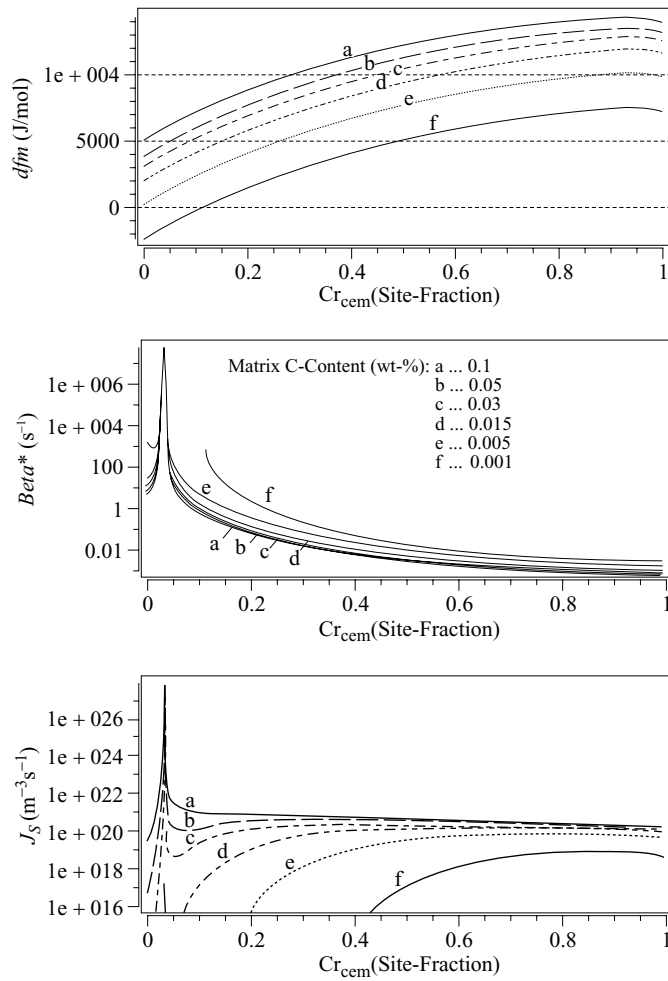 dfm (J/mol)
1e + 004
5000
0
a
b
c
d
e
f
0 0.2 0.4 0.6 0.8 1
Cr_cem(Site-Fraction)
Beta* (s⁻¹)
1e + 006
1e + 004
100
1
0.01
Matrix C-Content (wt-%): a ... 0.1
b ... 0.05
c ... 0.03
d ... 0.015
e ... 0.005
f ... 0.001
e
f
a
b
c
d
0 0.2 0.4 0.6 0.8 1
Cr_cem(Site-Fraction)
J_S (m⁻³s⁻¹)
1e + 026
1e + 024
1e + 022
1e + 020
1e + 018
1e + 016
a
b
c
d
e
f
0 0.2 0.4 0.6 0.8 1
Cr_cem(Site-Fraction)